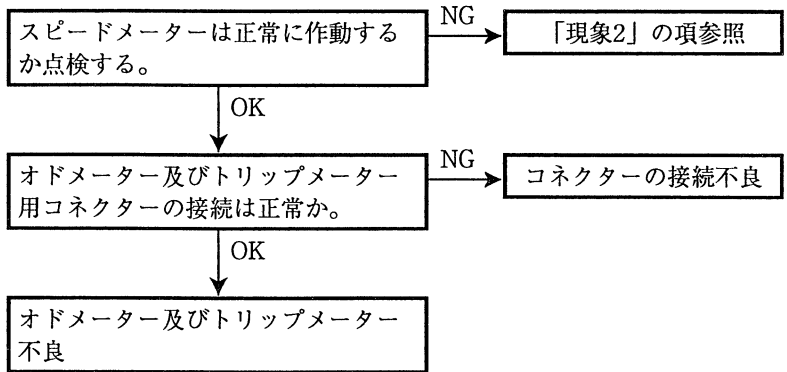 スピードメーターは正常に作動する
か点検する。
NG
「現象2」の項参照
OK
オドメーター及びトリップメーター
用コネクターの接続は正常か。
NG
コネクターの接続不良
OK
オドメーター及びトリップメーター
不良